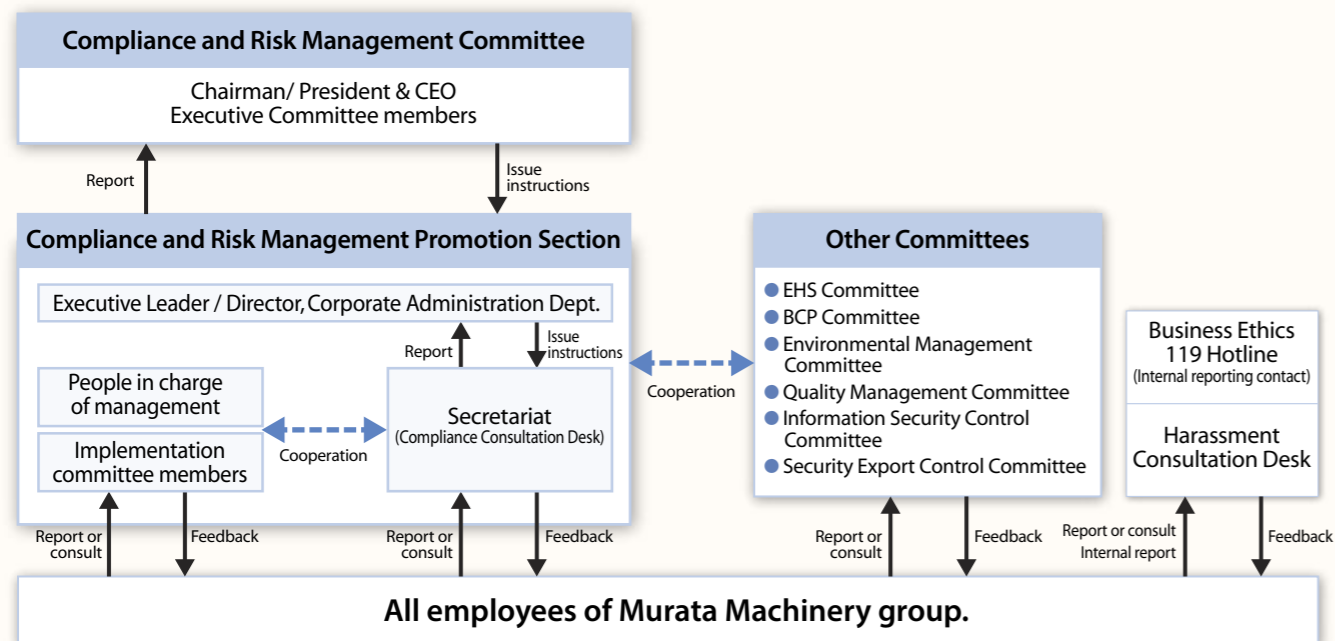 Compliance and Risk Management Committee
Chairman/ President & CEO
Executive Committee members
Report
Issue
instructions
Compliance and Risk Management Promotion Section
Executive Leader / Director, Corporate Administration Dept.
Report
Issue
instructions
People in charge
of management
Implementation
committee members
Cooperation
Secretariat
(Compliance Consultation Desk)
Cooperation
Other Committees
EHS Committee
BCP Committee
Environmental Management
Committee
Quality Management Committee
Information Security Control
Committee
Security Export Control Committee
Business Ethics
119 Hotline
(Internal reporting contact)
Harassment
Consultation Desk
Report or
consult
Feedback
Report or
consult
Feedback
Report or
consult
Feedback
Report or consult
Internal report
Feedback
All employees of Murata Machinery group.